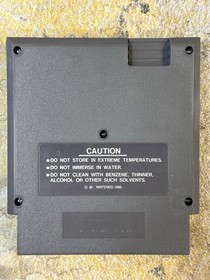 CAUTION
●DO NOT STORE IN EXTREME TEMPERATURES.
●DO NOT IMMERSE IN WATER.
●DO NOT CLEAN WITH BENZENE, THINNER,
ALCOHOL OR OTHER SUCH SOLVENTS.
NINTENDO 1985